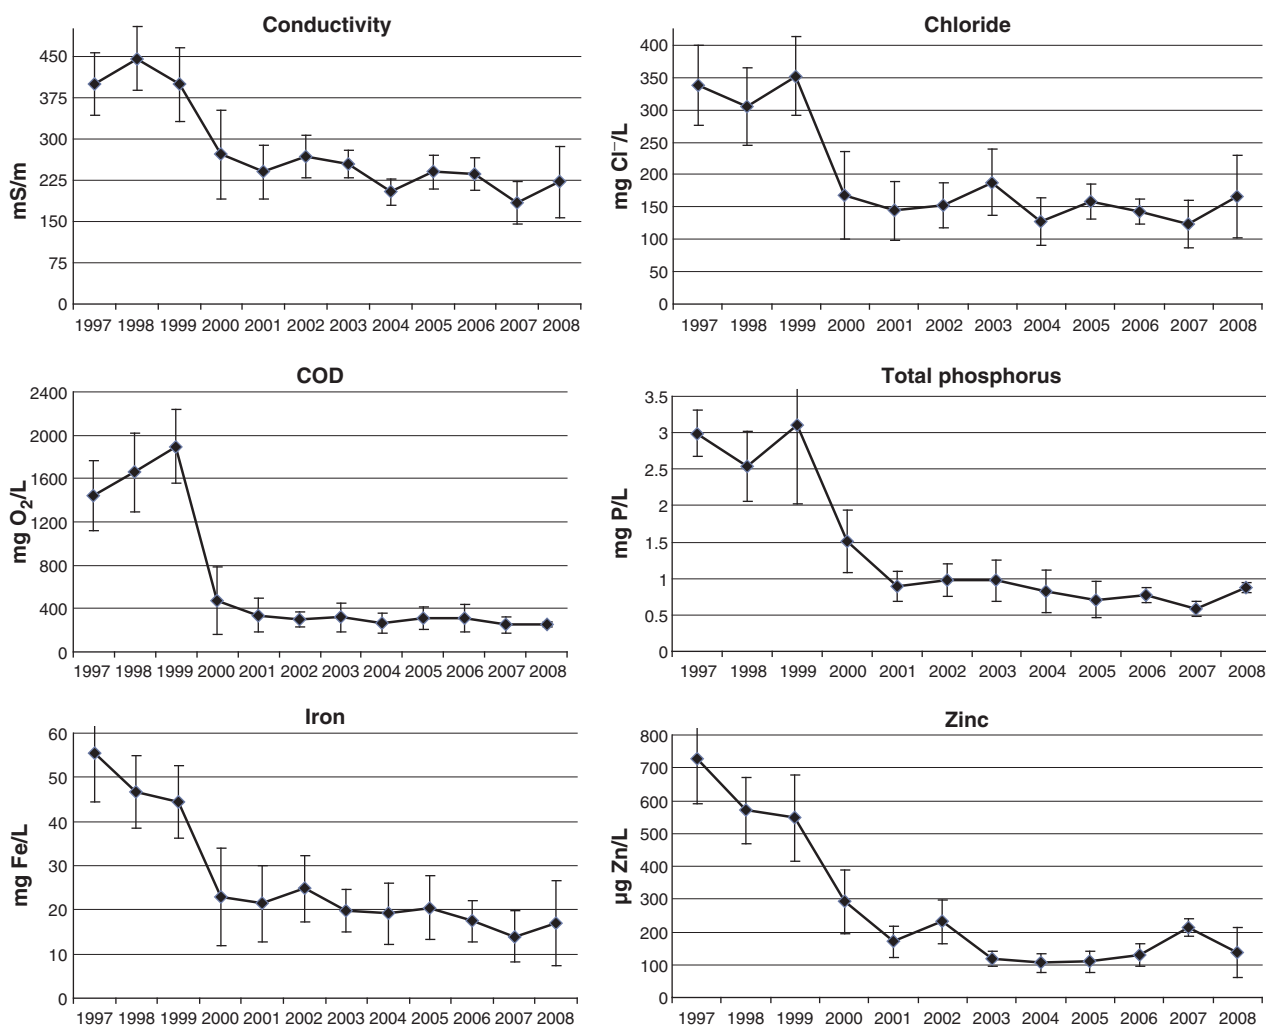 Conductivity
mS/m
450
375
300
225
150
75
0
1997 1998 1999 2000 2001 2002 2003 2004 2005 2006 2007 2008
Chloride
mg Cl⁻/L
400
350
300
250
200
150
100
50
0
1997 1998 1999 2000 2001 2002 2003 2004 2005 2006 2007 2008
COD
mg O₂/L
2400
2000
1600
1200
800
400
0
1997 1998 1999 2000 2001 2002 2003 2004 2005 2006 2007 2008
Total phosphorus
mg P/L
3.5
3
2.5
2
1.5
1
0.5
0
1997 1998 1999 2000 2001 2002 2003 2004 2005 2006 2007 2008
Iron
mg Fe/L
60
50
40
30
20
10
0
1997 1998 1999 2000 2001 2002 2003 2004 2005 2006 2007 2008
Zinc
µg Zn/L
800
700
600
500
400
300
200
100
0
1997 1998 1999 2000 2001 2002 2003 2004 2005 2006 2007 2008